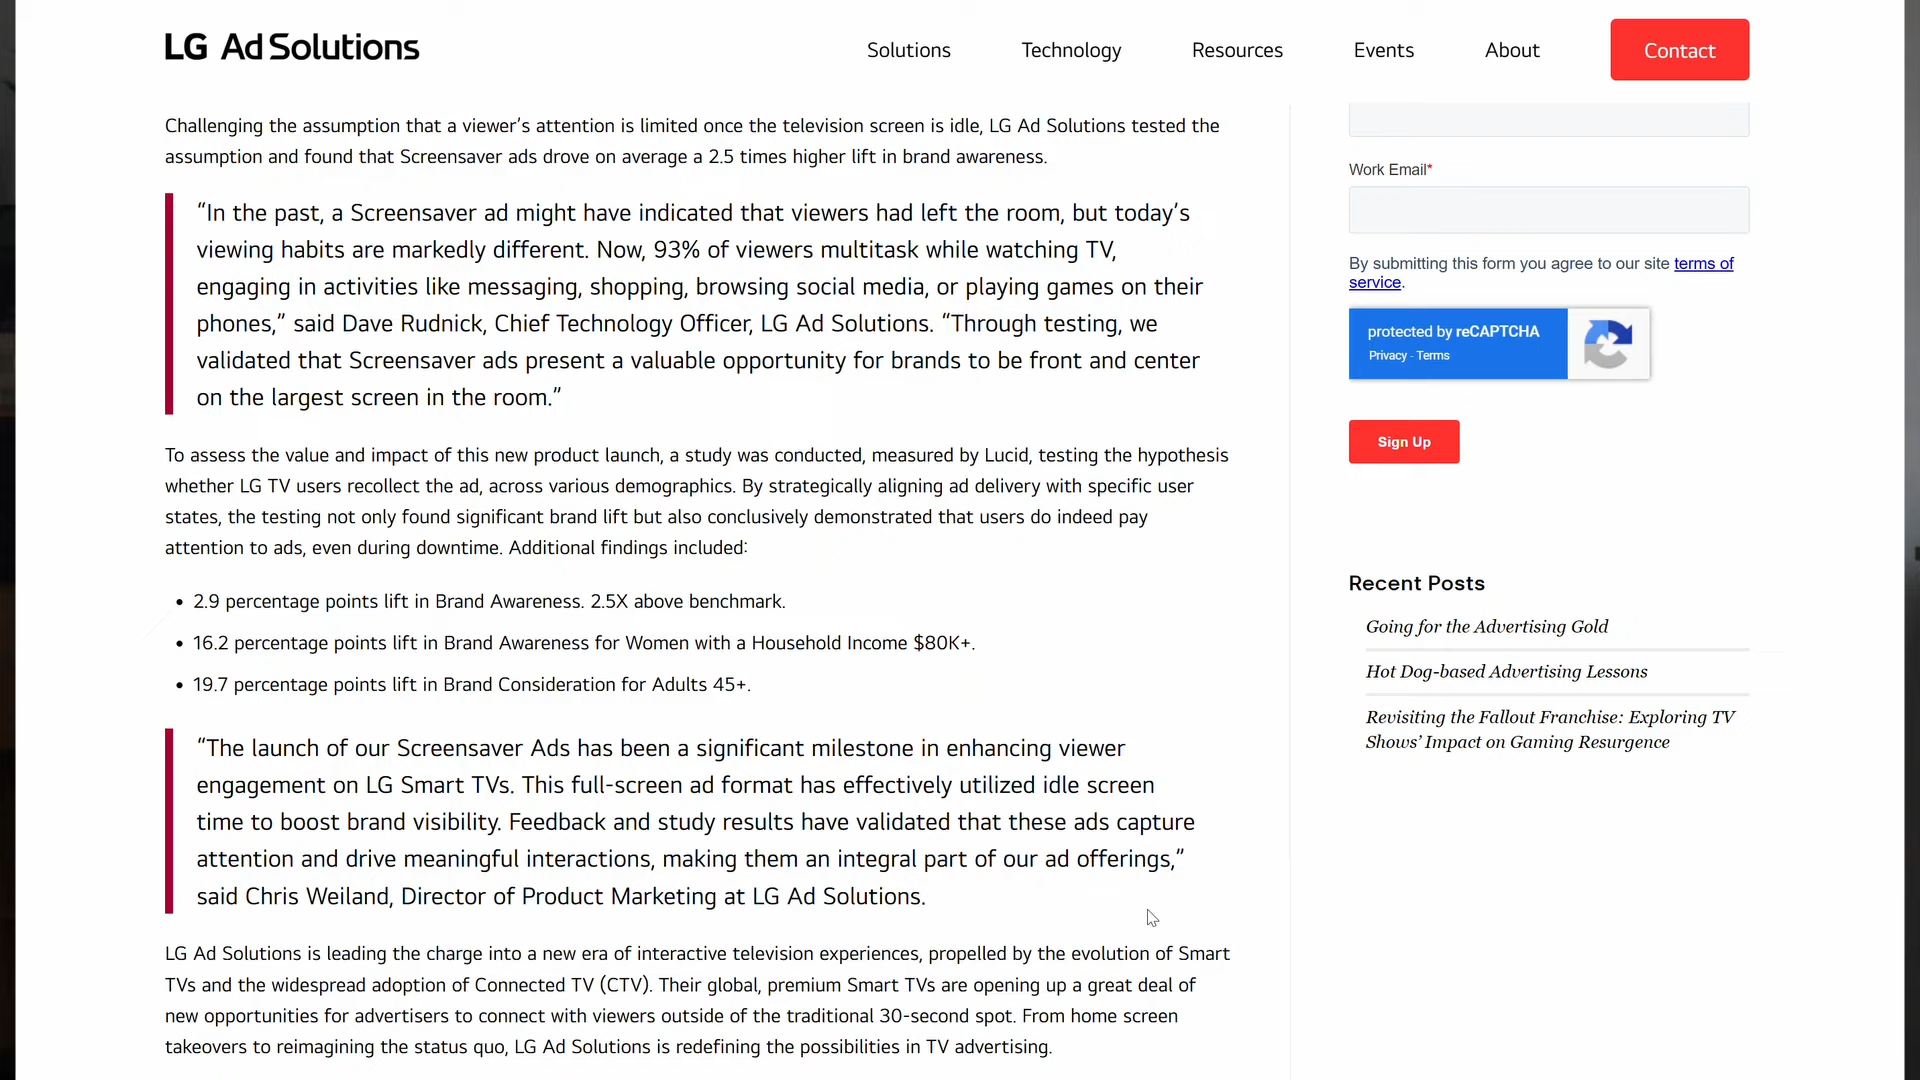 LG Ad Solutions
Solutions
Technology
Resources
Events
About
Contact
Challenging the assumption that a viewer’s attention is limited once the television screen is idle, LG Ad Solutions tested the
assumption and found that Screensaver ads drove on average a 2.5 times higher lift in brand awareness.
“In the past, a Screensaver ad might have indicated that viewers had left the room, but today’s
viewing habits are markedly different. Now, 93% of viewers multitask while watching TV,
engaging in activities like messaging, shopping, browsing social media, or playing games on their
phones,” said Dave Rudnick, Chief Technology Officer, LG Ad Solutions. “Through testing, we
validated that Screensaver ads present a valuable opportunity for brands to be front and center
on the largest screen in the room.”
To assess the value and impact of this new product launch, a study was conducted, measured by Lucid, testing the hypothesis
whether LG TV users recollect the ad, across various demographics. By strategically aligning ad delivery with specific user
states, the testing not only found significant brand lift but also conclusively demonstrated that users do indeed pay
attention to ads, even during downtime. Additional findings included:
• 2.9 percentage points lift in Brand Awareness. 2.5X above benchmark.
• 16.2 percentage points lift in Brand Awareness for Women with a Household Income $80K+.
• 19.7 percentage points lift in Brand Consideration for Adults 45+.
“The launch of our Screensaver Ads has been a significant milestone in enhancing viewer
engagement on LG Smart TVs. This full-screen ad format has effectively utilized idle screen
time to boost brand visibility. Feedback and study results have validated that these ads capture
attention and drive meaningful interactions, making them an integral part of our ad offerings,”
said Chris Weiland, Director of Product Marketing at LG Ad Solutions.
LG Ad Solutions is leading the charge into a new era of interactive television experiences, propelled by the evolution of Smart
TVs and the widespread adoption of Connected TV (CTV). Their global, premium Smart TVs are opening up a great deal of
new opportunities for advertisers to connect with viewers outside of the traditional 30-second spot. From home screen
takeovers to reimagining the status quo, LG Ad Solutions is redefining the possibilities in TV advertising.
Work Email*
By submitting this form you agree to our site terms of
service.
protected by reCAPTCHA
Privacy - Terms
Sign Up
Recent Posts
Going for the Advertising Gold
Hot Dog-based Advertising Lessons
Revisiting the Fallout Franchise: Exploring TV
Shows’ Impact on Gaming Resurgence